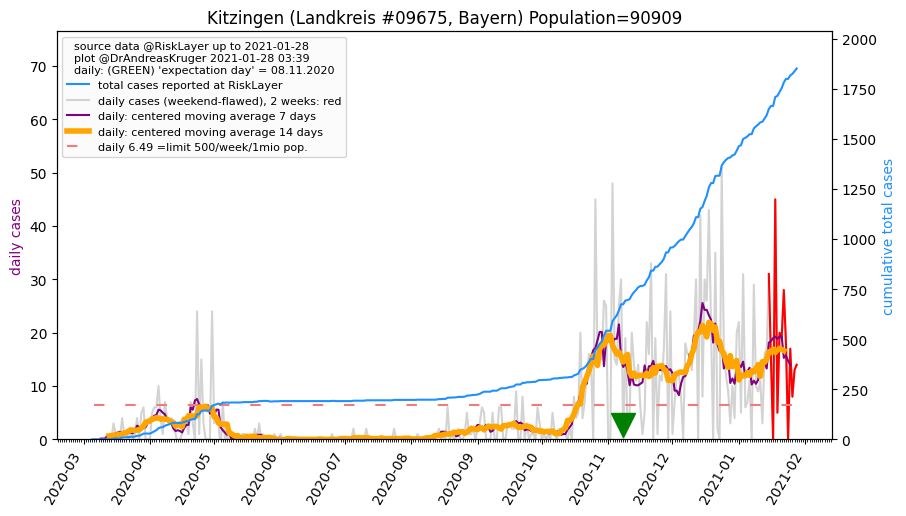 Kitzingen (Landkreis #09675, Bayern) Population=90909
source data @RiskLayer up to 2021-01-28
plot @DrAndreasKruger 2021-01-28 03:39
daily: (GREEN) 'expectation day' = 08.11.2020
total cases reported at RiskLayer
daily cases (weekend-flawed), 2 weeks: red
daily: centered moving average 7 days
daily: centered moving average 14 days
daily 6.49 =limit 500/week/1mio pop.
daily cases
70
60
50
40
30
20
10
0
2000
1750
1500
1250
1000
750
500
250
0
cumulative total cases
2020-03
2020-04
2020-05
2020-06
2020-07
2020-08
2020-09
2020-10
2020-11
2020-12
2021-01
2021-02